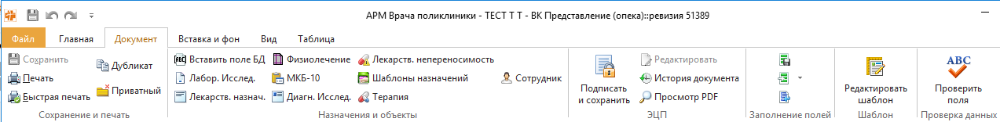 АРМ Врача поликлиники - ТЕСТ Т Т - ВК Представление (опека)::ревизия 51389
Файл Главная Документ Вставка и фон Вид Таблица
Сохранить
Печать
Быстрая печать
Дубликат
Приватный
Сохранение и печать
ABC Вставить поле БД
Лабор. Исслед.
Лекарств. назнач.
Физиолечение
МКБ-10
Диагн. Исслед.
Лекарств. непереносимость
Шаблоны назначений
Терапия
Сотрудник
Назначения и объекты
Подписать
и сохранить
Редактировать
История документа
Просмотр PDF
ЭЦП
Заполнение полей
Редактировать
шаблон
Шаблон
ABC
Проверить
поля
Проверка данных